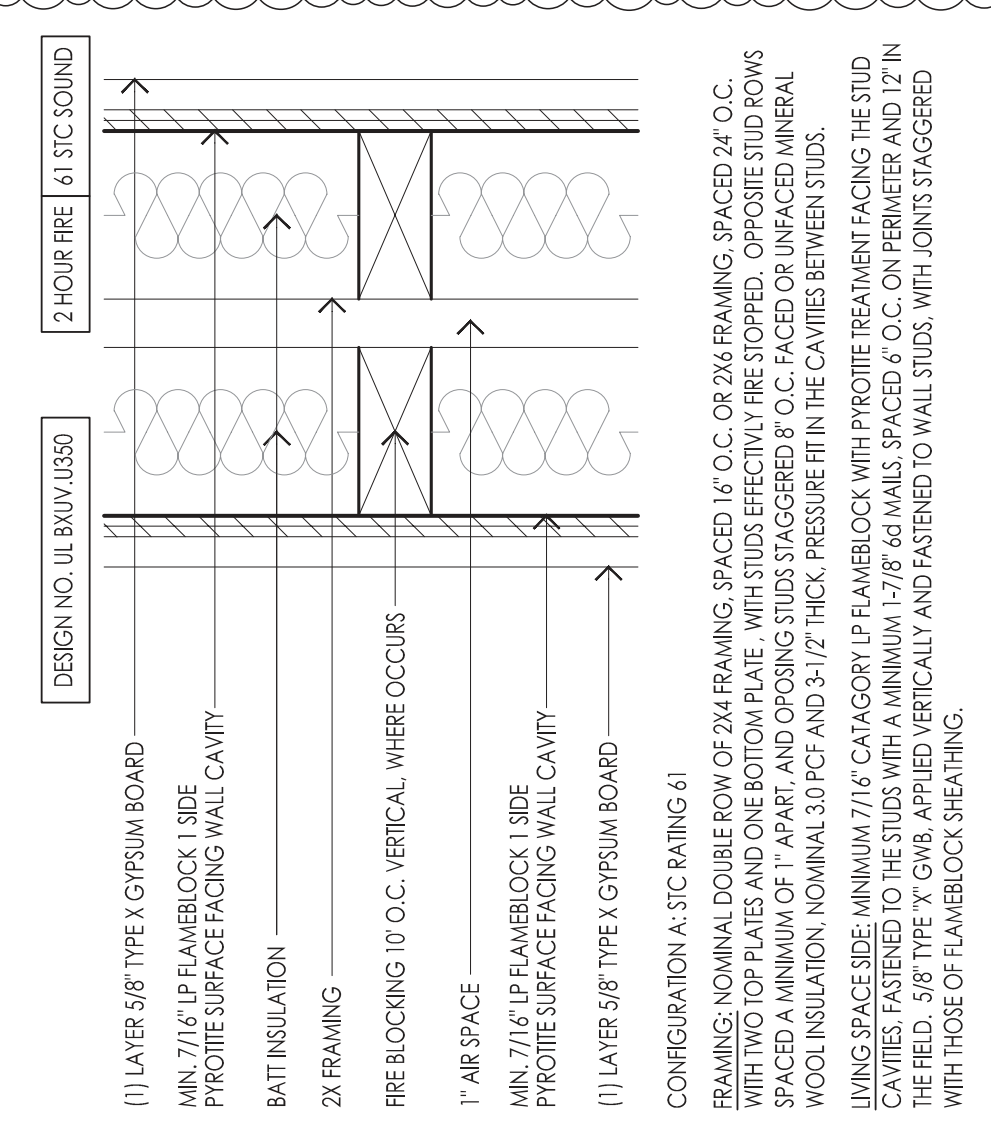 DESIGN NO. UL BXUV.U350
2 HOUR FIRE
61 STC SOUND
(1) LAYER 5/8" TYPE X GYPSUM BOARD
MIN. 7/16" LP FLAMEBLOCK 1 SIDE
PYROTITE SURFACE FACING WALL CAVITY
BATT INSULATION
2X FRAMING
FIRE BLOCKING 10' O.C. VERTICAL, WHERE OCCURS
1" AIR SPACE
MIN. 7/16" LP FLAMEBLOCK 1 SIDE
PYROTITE SURFACE FACING WALL CAVITY
(1) LAYER 5/8" TYPE X GYPSUM BOARD
CONFIGURATION A: STC RATING 61
FRAMING: NOMINAL DOUBLE ROW OF 2X4 FRAMING, SPACED 16" O.C. OR 2X6 FRAMING, SPACED 24" O.C.
WITH TWO TOP PLATES AND ONE BOTTOM PLATE , WITH STUDS EFFECTIVLY FIRE STOPPED. OPPOSITE STUD ROWS
SPACED A MINIMUM OF 1" APART, AND OPOSING STUDS STAGGERED 8" O.C. FACED OR UNFACED MINERAL
WOOL INSULATION, NOMINAL 3.0 PCF AND 3-1/2" THICK, PRESSURE FIT IN THE CAVITIES BETWEEN STUDS.
LIVING SPACE SIDE: MINIMUM 7/16" CATAGORY LP FLAMEBLOCK WITH PYROTITE TREATMENT FACING THE STUD
CAVITIES, FASTENED TO THE STUDS WITH A MINIMUM 1-7/8" 6d MAILS, SPACED 6" O.C. ON PERIMETER AND 12" IN
THE FIELD. 5/8" TYPE "X" GWB, APPLIED VERTICALLY AND FASTENED TO WALL STUDS, WITH JOINTS STAGGERED
WITH THOSE OF FLAMEBLOCK SHEATHING.